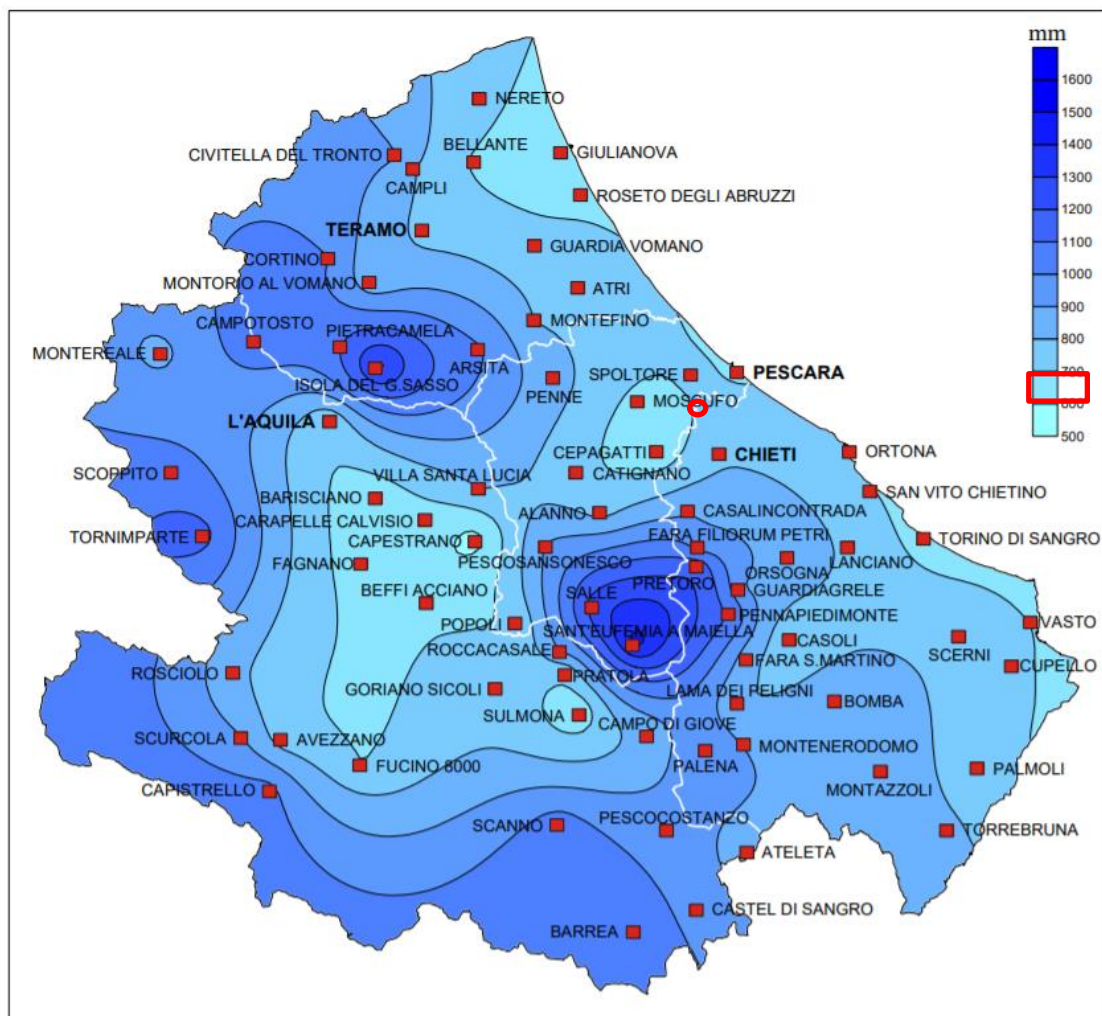 mm
1600
1500
1400
1300
1200
1100
1000
900
800
700
600
500
NERETO
CIVITELLA DEL TRONTO
BELLANTE
GIULIANOVA
CAMPLI
ROSETO DEGLI ABRUZZI
TERAMO
GUARDIA VOMANO
CORTINO
MONTORIO AL VOMANO
ATRI
CAMPOTOSTO
PIETRACAMELA
MONTEFINO
MONTEREALE
ARSITA
ISOLA DEL G.SASSO
SPOLTORE
PESCARA
PENNE
MOSCUFO
L'AQUILA
CEPAGATTI
CHIETI
ORTONA
SCOPPITO
VILLA SANTA LUCIA
CATIGNANO
BARISCIANO
SAN VITO CHIETINO
CARAPELLE CALVISIO
ALANNO
CASALINCONTRADA
TORNIMPARTE
CAPESTRANO
FARA FILIORUM PETRI
TORINO DI SANGRO
FAGNANO
PESCOSANSONESCO
ORSOGNA
LANCIANO
PRETORO
BEFFI ACCIANO
SALLE
GUARDIAGRELE
POPOLI
PENNAPIEDIMONTE
VASTO
SANT'EUFEMIA A MAIELLA
CASOLI
SCERNI
ROCCACASALE
FARA S.MARTINO
CUPELLO
ROSCIOLO
PRATOLA
GORIANO SICOLI
LAMA DEI PELIGNI
BOMBA
SULMONA
CAMPO DI GIOVE
SCURCOLA
AVEZZANO
MONTENERODOMO
PALENA
FUCINO 8000
PALMOLI
CAPISTRELLO
MONTAZZOLI
SCANNO
PESCOCOSTANZO
TORREBRUNA
ATELETA
CASTEL DI SANGRO
BARREA